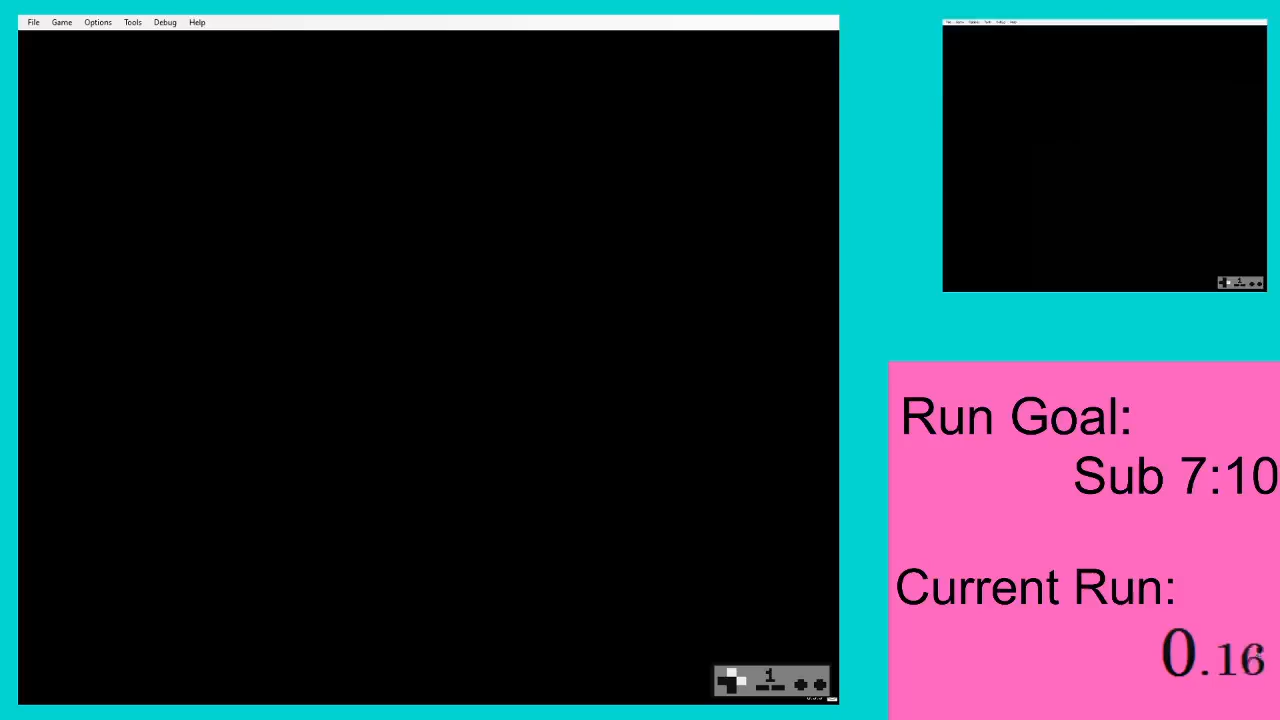 File Game Options Tools Debug Help
1
Run Goal:
Sub 7:10
Current Run:
0.16